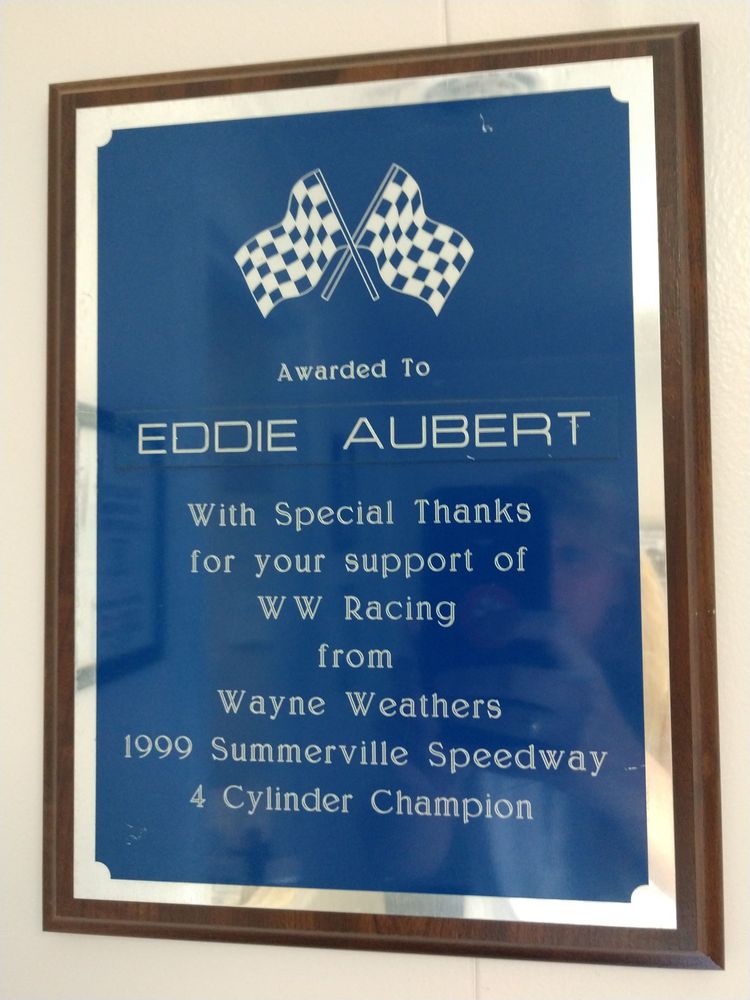 Awarded To
EDDIE AUBERT
With Special Thanks
for your support of
WW Racing
from
Wayne Weathers
1999 Summerville Speedway
4 Cylinder Champion